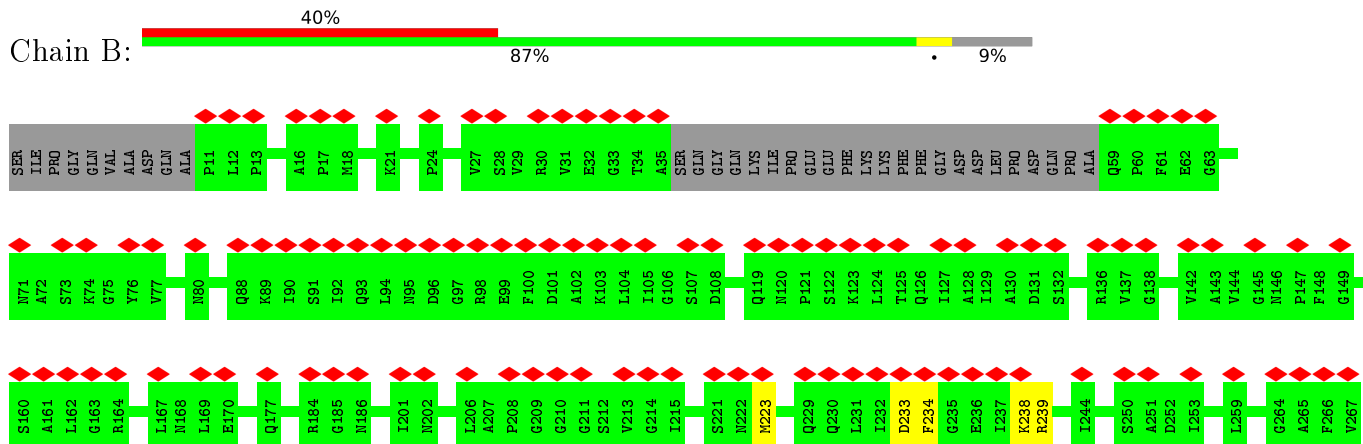 40%
Chain B:
87%
•
9%
SER ILE PRO GLY GLN VAL ALA ASP GLN ALA P11 L12 P13 A16 P17 M18 K21 P24 V27 S28 V29 R30 V31 E32 G33 T34 A35 SER GLN GLY GLN LYS ILE PRO GLU GLU PHE LYS LYS PHE PHE GLY ASP ASP LEU PRO ASP GLN PRO ALA Q59 P60 F61 E62 G63
N71 A72 S73 K74 G75 Y76 V77 N80 Q88 K89 I90 S91 I92 Q93 L94 N95 D96 G97 R98 E99 F100 D101 A102 K103 L104 I105 G106 S107 D108 Q119 N120 P121 S122 K123 L124 T125 Q126 I127 A128 I129 A130 D131 S132 R136 V137 G138 V142 A143 V144 G145 N146 P147 F148 G149
S160 A161 L162 G163 R164 L167 N168 L169 E170 Q177 R184 G185 N186 I201 N202 L206 A207 P208 G209 G210 G211 S212 V213 G214 I215 S221 N222 M223 Q229 Q230 L231 I232 D233 F234 G235 E236 I237 K238 R239 I244 S250 A251 D252 I253 L259 G264 A265 F266 V267